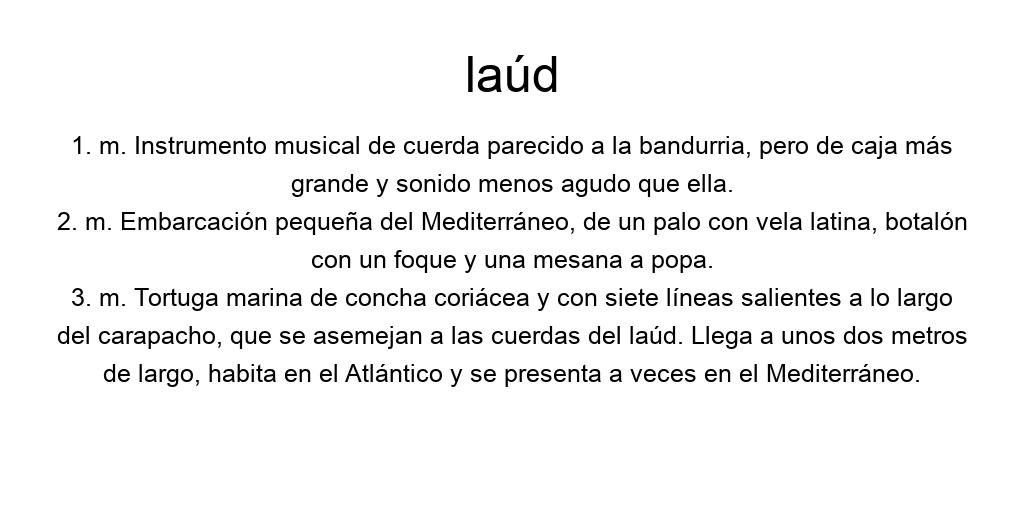 laúd
1. m. Instrumento musical de cuerda parecido a la bandurria, pero de caja más
grande y sonido menos agudo que ella.
2. m. Embarcación pequeña del Mediterráneo, de un palo con vela latina, botalón
con un foque y una mesana a popa.
3. m. Tortuga marina de concha coriácea y con siete líneas salientes a lo largo
del carapacho, que se asemejan a las cuerdas del laúd. Llega a unos dos metros
de largo, habita en el Atlántico y se presenta a veces en el Mediterráneo.